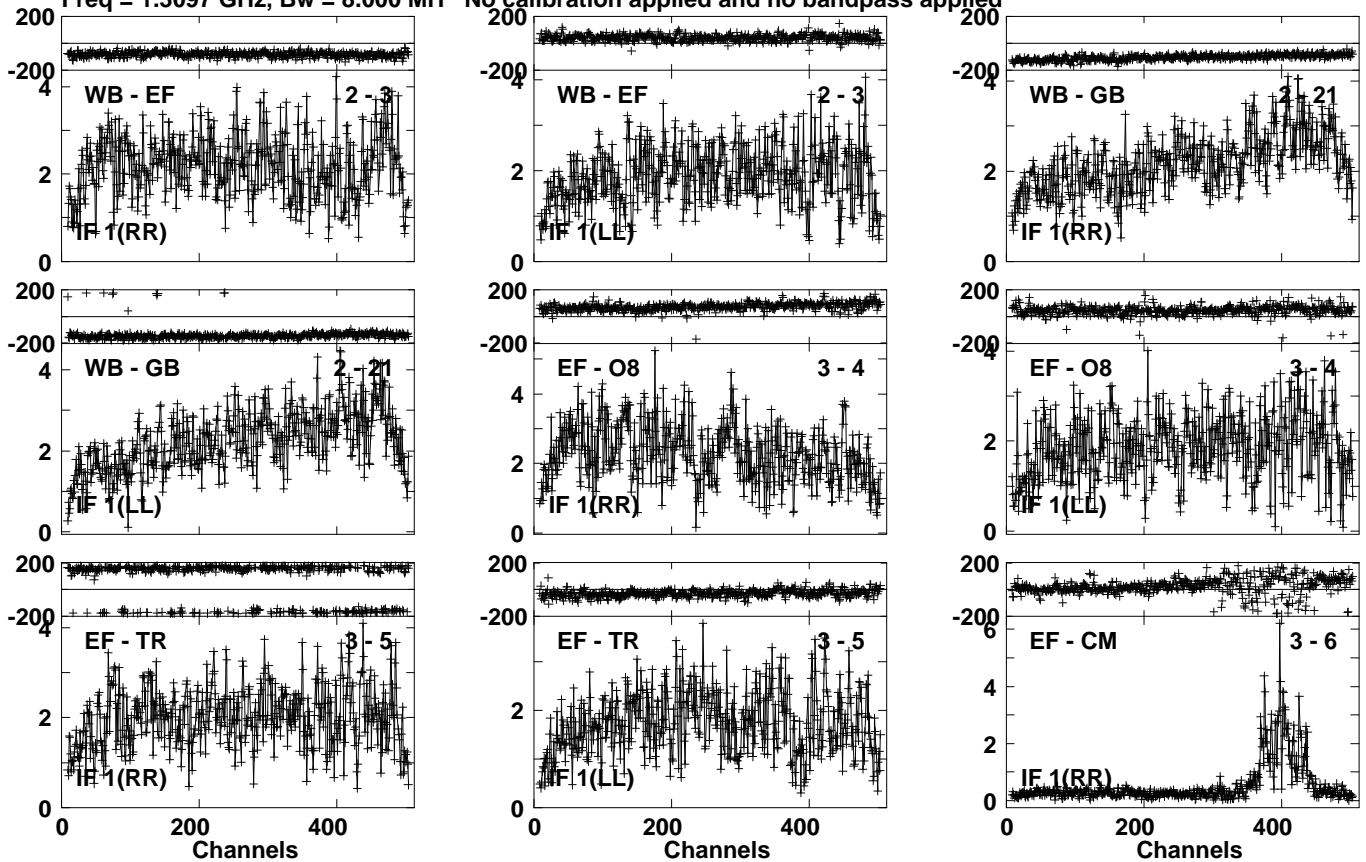 Freq = 1.3097 GHz, Bw = 8.000 MH No calibration applied and no bandpass applied
200 200 200
-200 -200 -200
4 4 4
WB - EF 2 - 3 WB - EF 2 - 3 WB - GB 2 - 21
2 2 2
IF 1(RR) IF 1(LL) IF 1(RR)
0 0 0
200 200 200
-200 -200 -200
4 4 4
WB - GB 2 - 21 EF - O8 3 - 4 EF - O8 3 - 4
2 2 2
IF 1(LL) IF 1(RR) IF 1(LL)
0 0 0
200 200 200
-200 -200 -200
4 6
EF - TR 3 - 5 EF - TR 3 - 5 EF - CM 3 - 6
4
2 2 2
IF 1(RR) IF 1(LL) IF 1(RR)
0 0 0
0 200 400 0 200 400 0 200 400
Channels Channels Channels